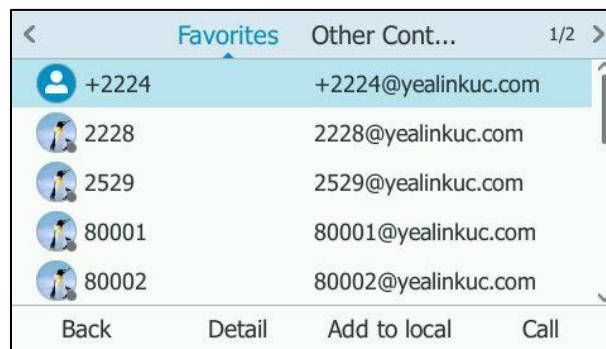 < Favorites Other Cont... 1/2 >
+2224 +2224@yealinkuc.com
2228 2228@yealinkuc.com
2529 2529@yealinkuc.com
80001 80001@yealinkuc.com
80002 80002@yealinkuc.com
Back Detail Add to local Call